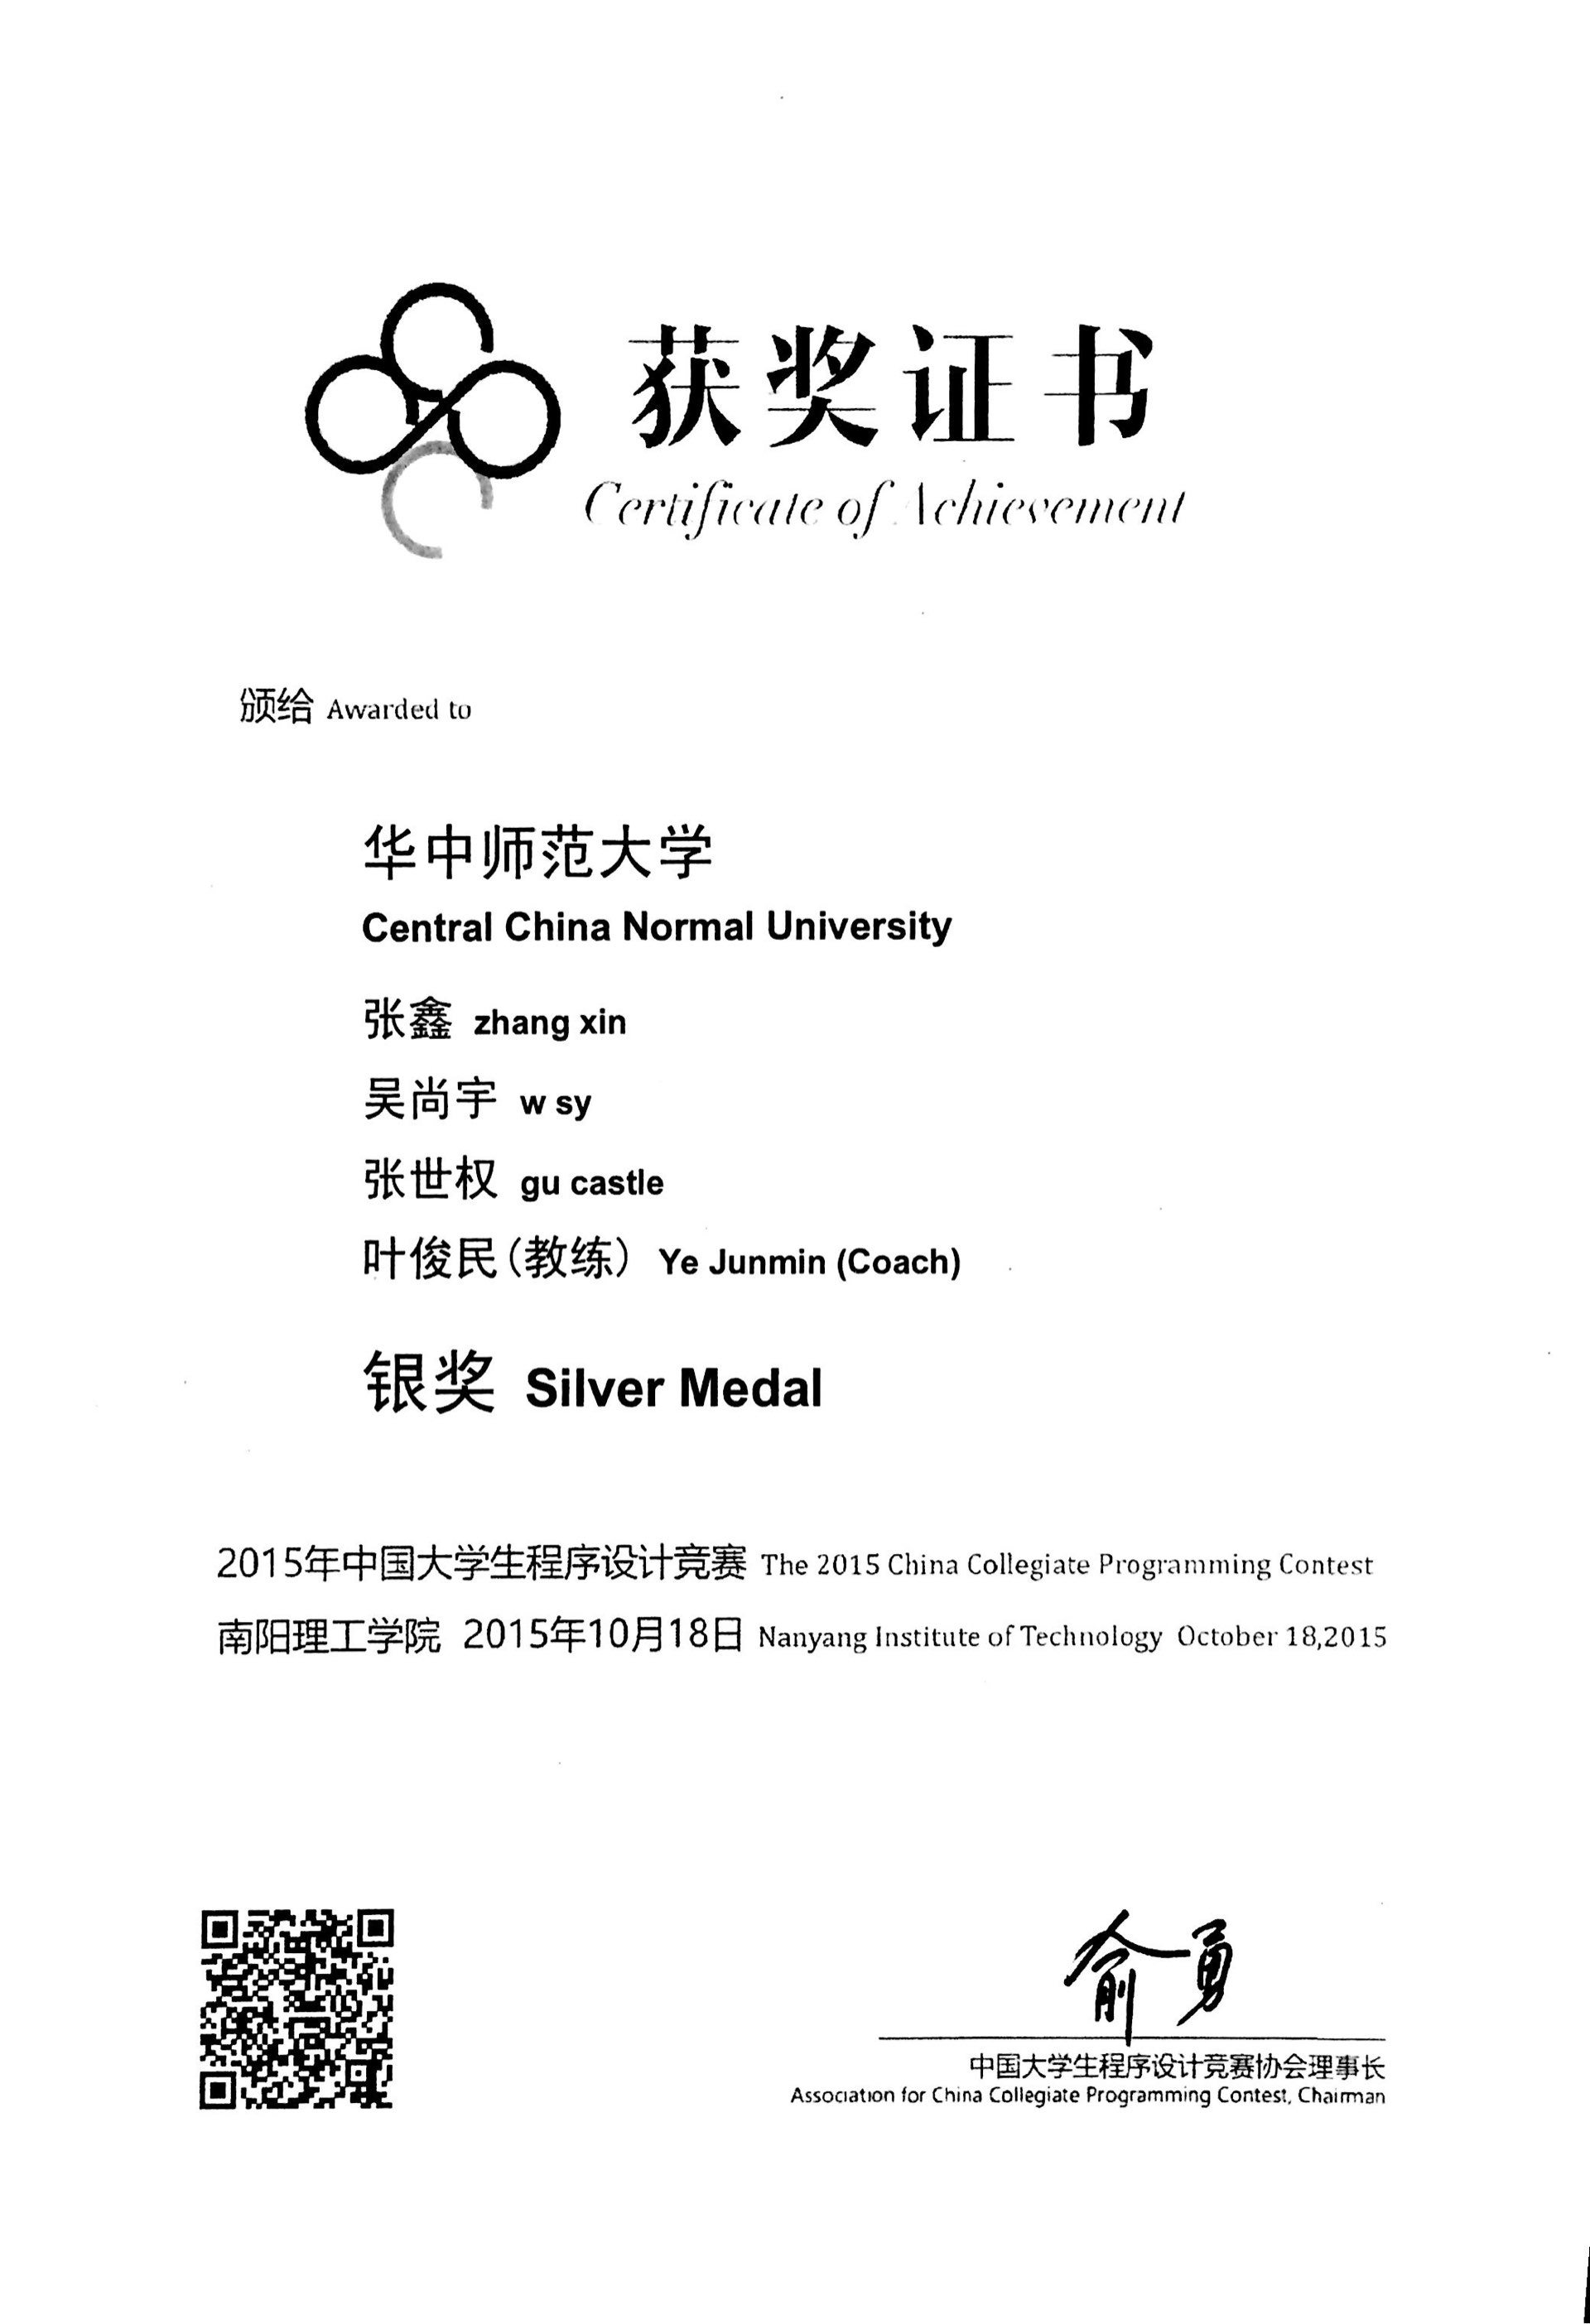 获奖证书
Certificate of Achievement
颁给 Awarded to
华中师范大学
Central China Normal University
张鑫 zhang xin
吴尚宇 w sy
张世权 gu castle
叶俊民（教练） Ye Junmin (Coach)
银奖 Silver Medal
2015年中国大学生程序设计竞赛 The 2015 China Collegiate Programming Contest
南阳理工学院 2015年10月18日 Nanyang Institute of Technology October 18,2015
俞勇
中国大学生程序设计竞赛协会理事长
Association for China Collegiate Programming Contest, Chairman